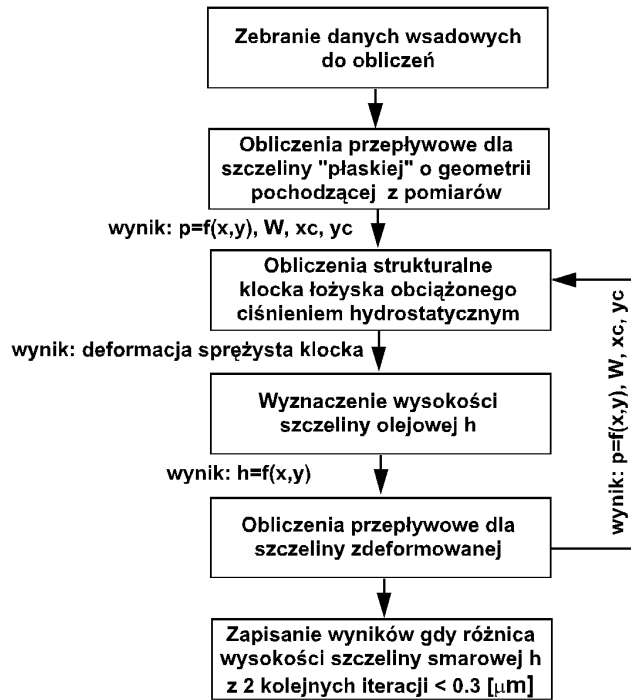 Zebranie danych wsadowych
do obliczeń
Obliczenia przepływowe dla
szczeliny "płaskiej" o geometrii
pochodzącej z pomiarów
wynik: p=f(x,y), W, xc, yc
Obliczenia strukturalne
klocka łożyska obciążonego
ciśnieniem hydrostatycznym
wynik: deformacja sprężysta klocka
Wyznaczenie wysokości
szczeliny olejowej h
wynik: h=f(x,y)
Obliczenia przepływowe dla
szczeliny zdeformowanej
wynik: p=f(x,y), W, xc, yc
Zapisanie wyników gdy różnica
wysokości szczeliny smarowej h
z 2 kolejnych iteracji < 0.3 [μm]